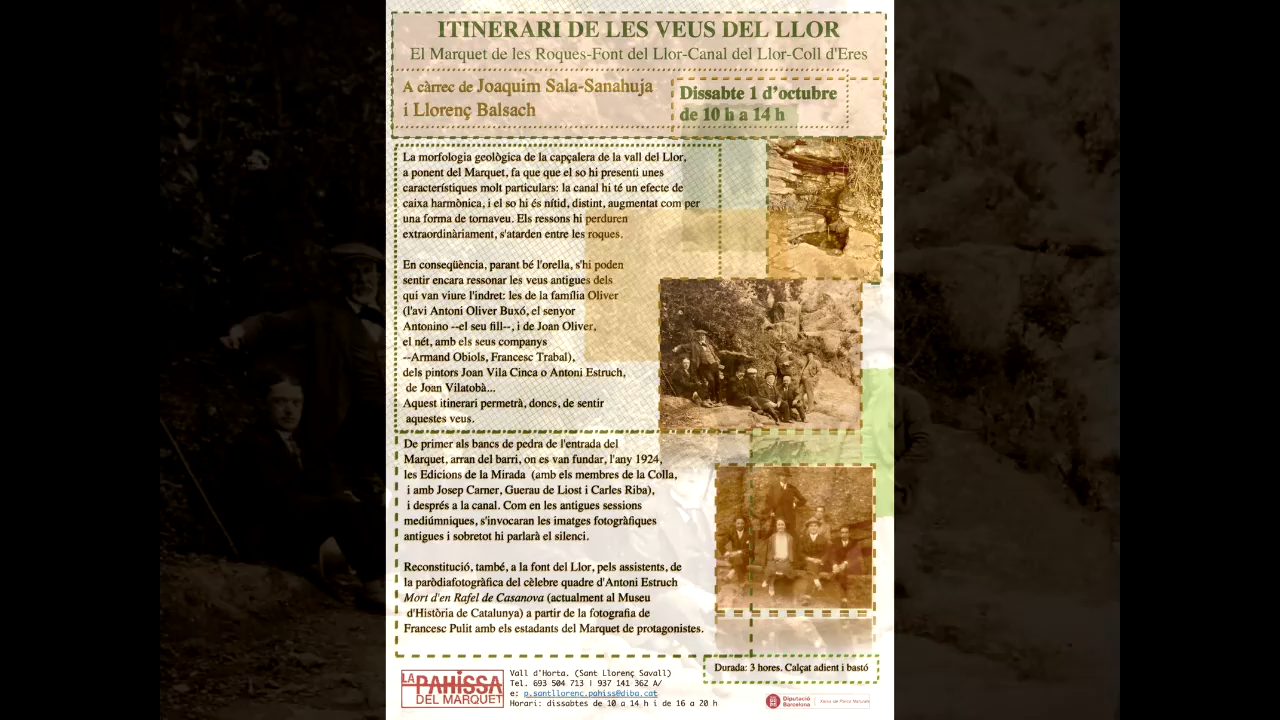 ITINERARI DE LES VEUS DEL LLOR
El Marquet de les Roques-Font del Llor-Canal del Llor-Coll d'Eres
A càrrec de Joaquim Sala-Sanahuja
i Llorenç Balsach
Dissabte 1 d'octubre
de 10 h a 14 h
La morfologia geològica de la capçalera de la vall del Llor,
a ponent del Marquet, fa que que el so hi presenti unes
característiques molt particulars: la canal hi té un efecte de
caixa harmònica, i el so hi és nítid, distint, augmentat com per
una forma de tornaveu. Els ressons hi perduren
extraordinàriament, s'atarden entre les roques.
En conseqüència, parant bé l'orella, s'hi poden
sentir encara ressonar les veus antigues dels
qui van viure l'indret: les de la família Oliver
(l'avi Antoni Oliver Buxó, el senyor
Antonino --el seu fill--, i de Joan Oliver,
el nét, amb els seus companys
--Armand Obiols, Francesc Trabal),
dels pintors Joan Vila Cinca o Antoni Estruch,
de Joan Vilatobà...
Aquest itinerari permetrà, doncs, de sentir
aquestes veus.
De primer als bancs de pedra de l'entrada del
Marquet, arran del barri, on es van fundar, l'any 1924,
les Edicions de la Mirada (amb els membres de la Colla,
i amb Josep Carner, Guerau de Liost i Carles Riba),
i després a la canal. Com en les antigues sessions
mediúmniques, s'invocaran les imatges fotogràfiques
antigues i sobretot hi parlarà el silenci.
Reconstitució, també, a la font del Llor, pels assistents, de
la paròdiafotogràfica del cèlebre quadre d'Antoni Estruch
Mort d'en Rafel de Casanova (actualment al Museu
d'Història de Catalunya) a partir de la fotografia de
Francesc Pulit amb els estadants del Marquet de protagonistes.
Durada: 3 hores. Calçat adient i bastó
LA PAHISSA
DEL MARQUET
Vall d'Horta. (Sant Llorenç Savall)
Tel. 693 504 713 | 937 141 362 A/
e: p.santllorenc.pahiss@diba.cat
Horari: dissabtes de 10 a 14 h i de 16 a 20 h
Diputació
Barcelona
Xarxa de Parcs Naturals